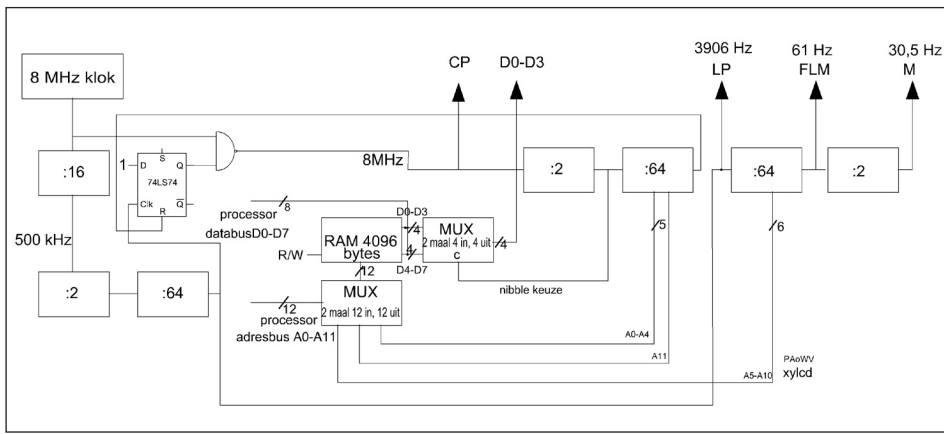 8 MHz klok
:16
500 kHz
:2
:64
1
D
S
Q
74LS74
Clk
R
Q
8MHz
CP
D0-D3
3906 Hz
LP
61 Hz
FLM
30,5 Hz
M
:2
:64
:64
:2
8
processor
databusD0-D7
R/W
RAM 4096
bytes
D0-D3
4
4
D4-D7
MUX
2 maal 4 in, 4 uit
c
4
nibble keuze
12
12
processor
adresbus A0-A11
MUX
2 maal 12 in, 12 uit
5
6
A0-A4
A11
A5-A10
PAoWV
xylcd